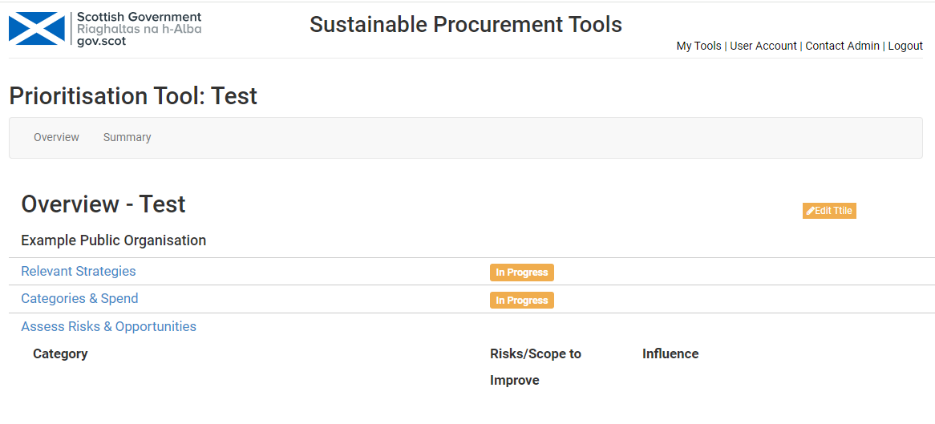 Scottish Government
Riaghaltas na h-Alba
gov.scot
Sustainable Procurement Tools
My Tools | User Account | Contact Admin | Logout
Prioritisation Tool: Test
Overview Summary
Overview - Test
Edit Ttile
Example Public Organisation
Relevant Strategies In Progress
Categories & Spend In Progress
Assess Risks & Opportunities
Category Risks/Scope to Influence
Improve